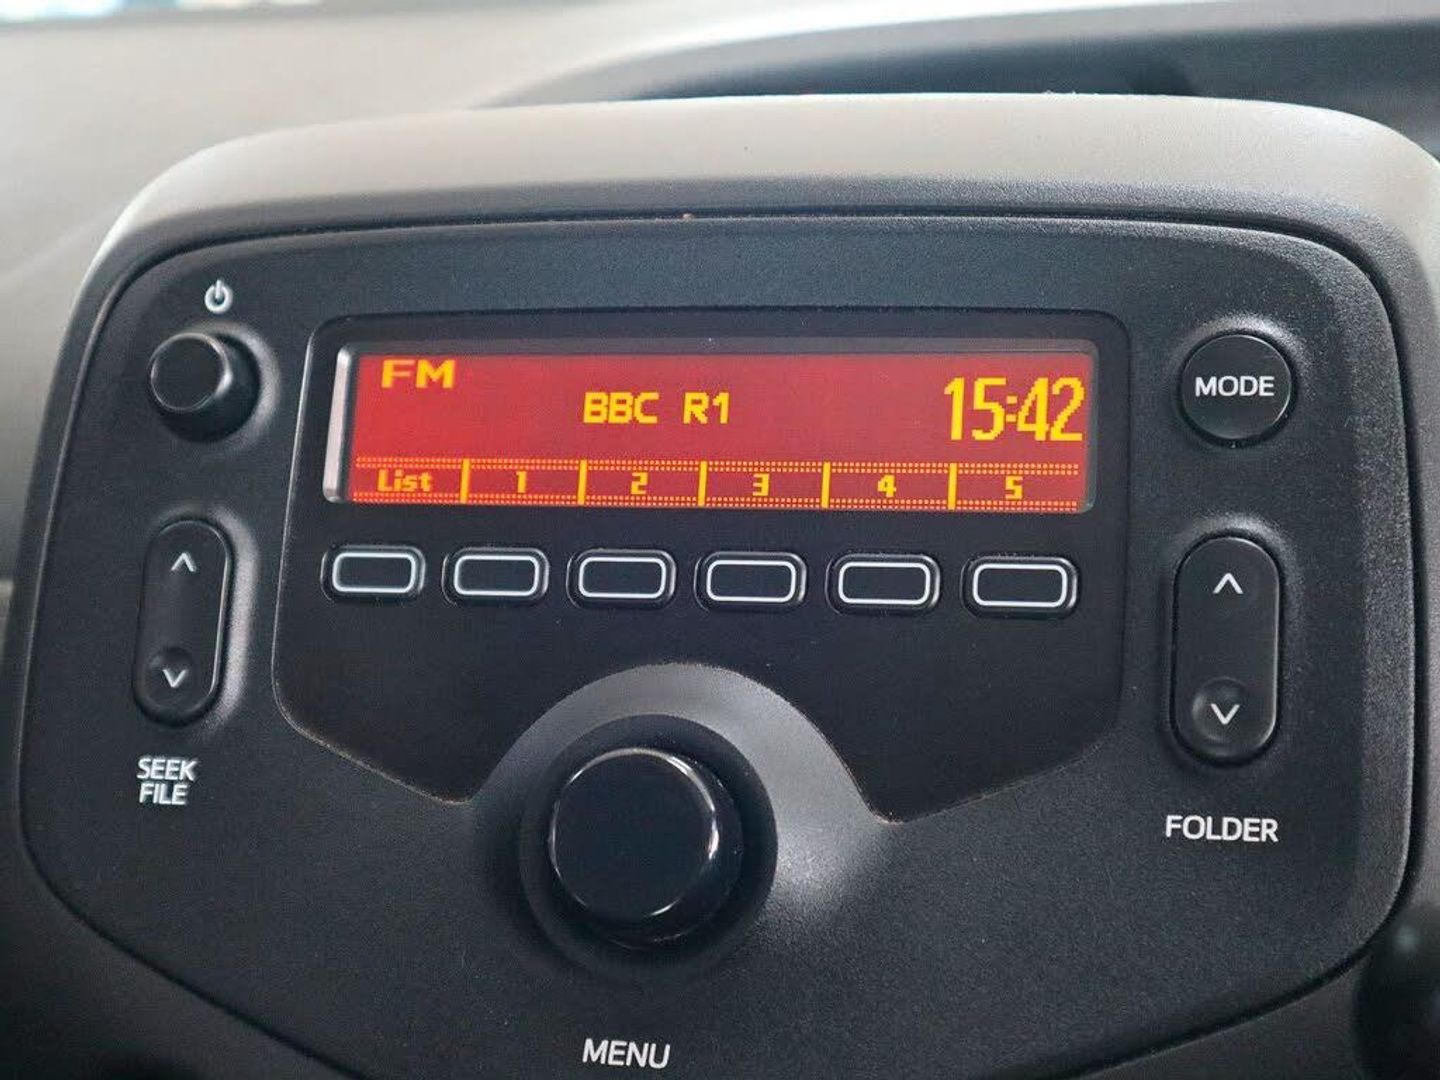 FM
BBC R1
15:42
List 1 2 3 4 5
MODE
SEEK
FILE
FOLDER
MENU